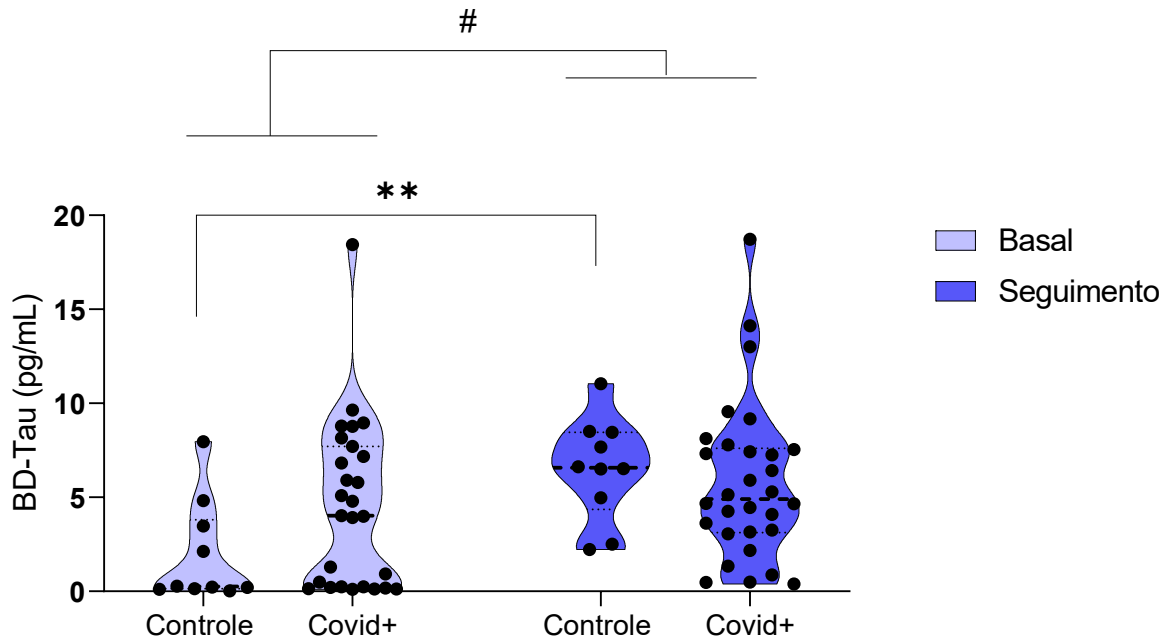 #
**
20
15
10
5
0
BD-Tau (pg/mL)
Controle
Covid+
Controle
Covid+
Basal
Seguimento